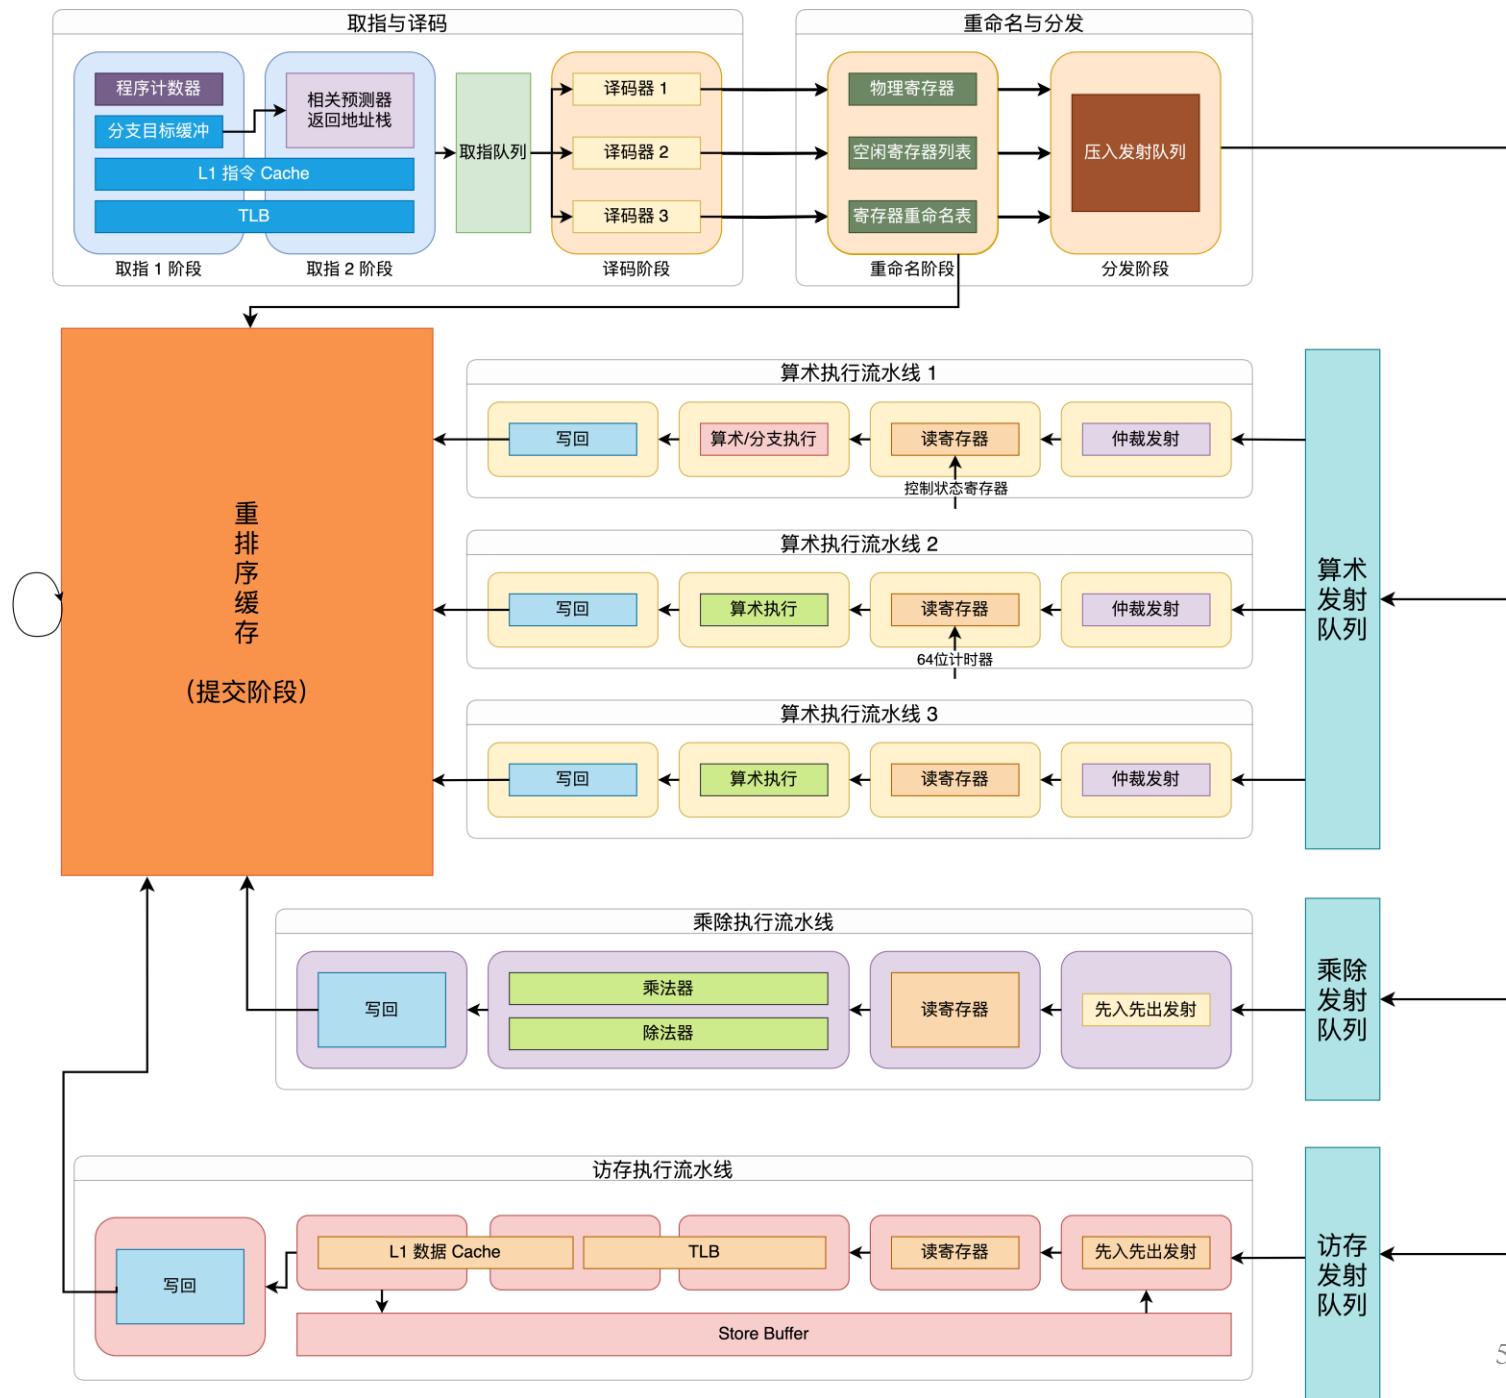 取指与译码
程序计数器
分支目标缓冲
相关预测器
返回地址栈
L1 指令 Cache
TLB
取指 1 阶段
取指 2 阶段
取指队列
译码器 1
译码器 2
译码器 3
译码阶段
重命名与分发
物理寄存器
空闲寄存器列表
寄存器重命名表
重命名阶段
压入发射队列
分发阶段
重
排
序
缓
存
（提交阶段）
算术执行流水线 1
写回
算术/分支执行
读寄存器
仲裁发射
控制状态寄存器
算术执行流水线 2
写回
算术执行
读寄存器
仲裁发射
64位计时器
算术执行流水线 3
写回
算术执行
读寄存器
仲裁发射
算术
发射
队列
乘除执行流水线
写回
乘法器
除法器
读寄存器
先入先出发射
乘除
发射
队列
访存执行流水线
写回
L1 数据 Cache
TLB
读寄存器
先入先出发射
Store Buffer
访存
发射
队列
5